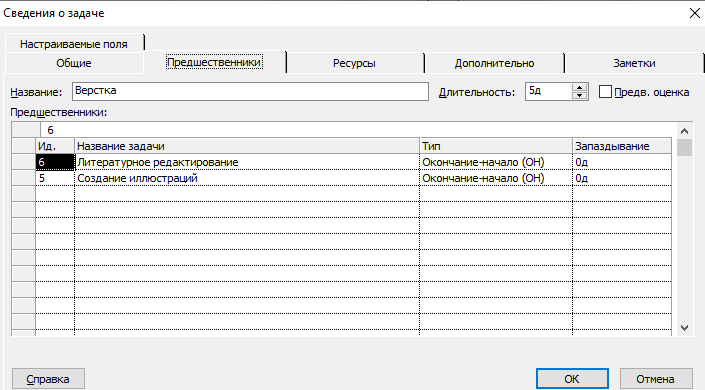 Сведения о задаче
Настраиваемые поля
Общие Предшественники Ресурсы Дополнительно Заметки
Название: Верстка Длительность: 5д Предв. оценка
Предшественники:
6
Ид. Название задачи Тип Запаздывание
6 Литературное редактирование Окончание-начало (ОН) 0д
5 Создание иллюстраций Окончание-начало (ОН) 0д
Справка ОК Отмена